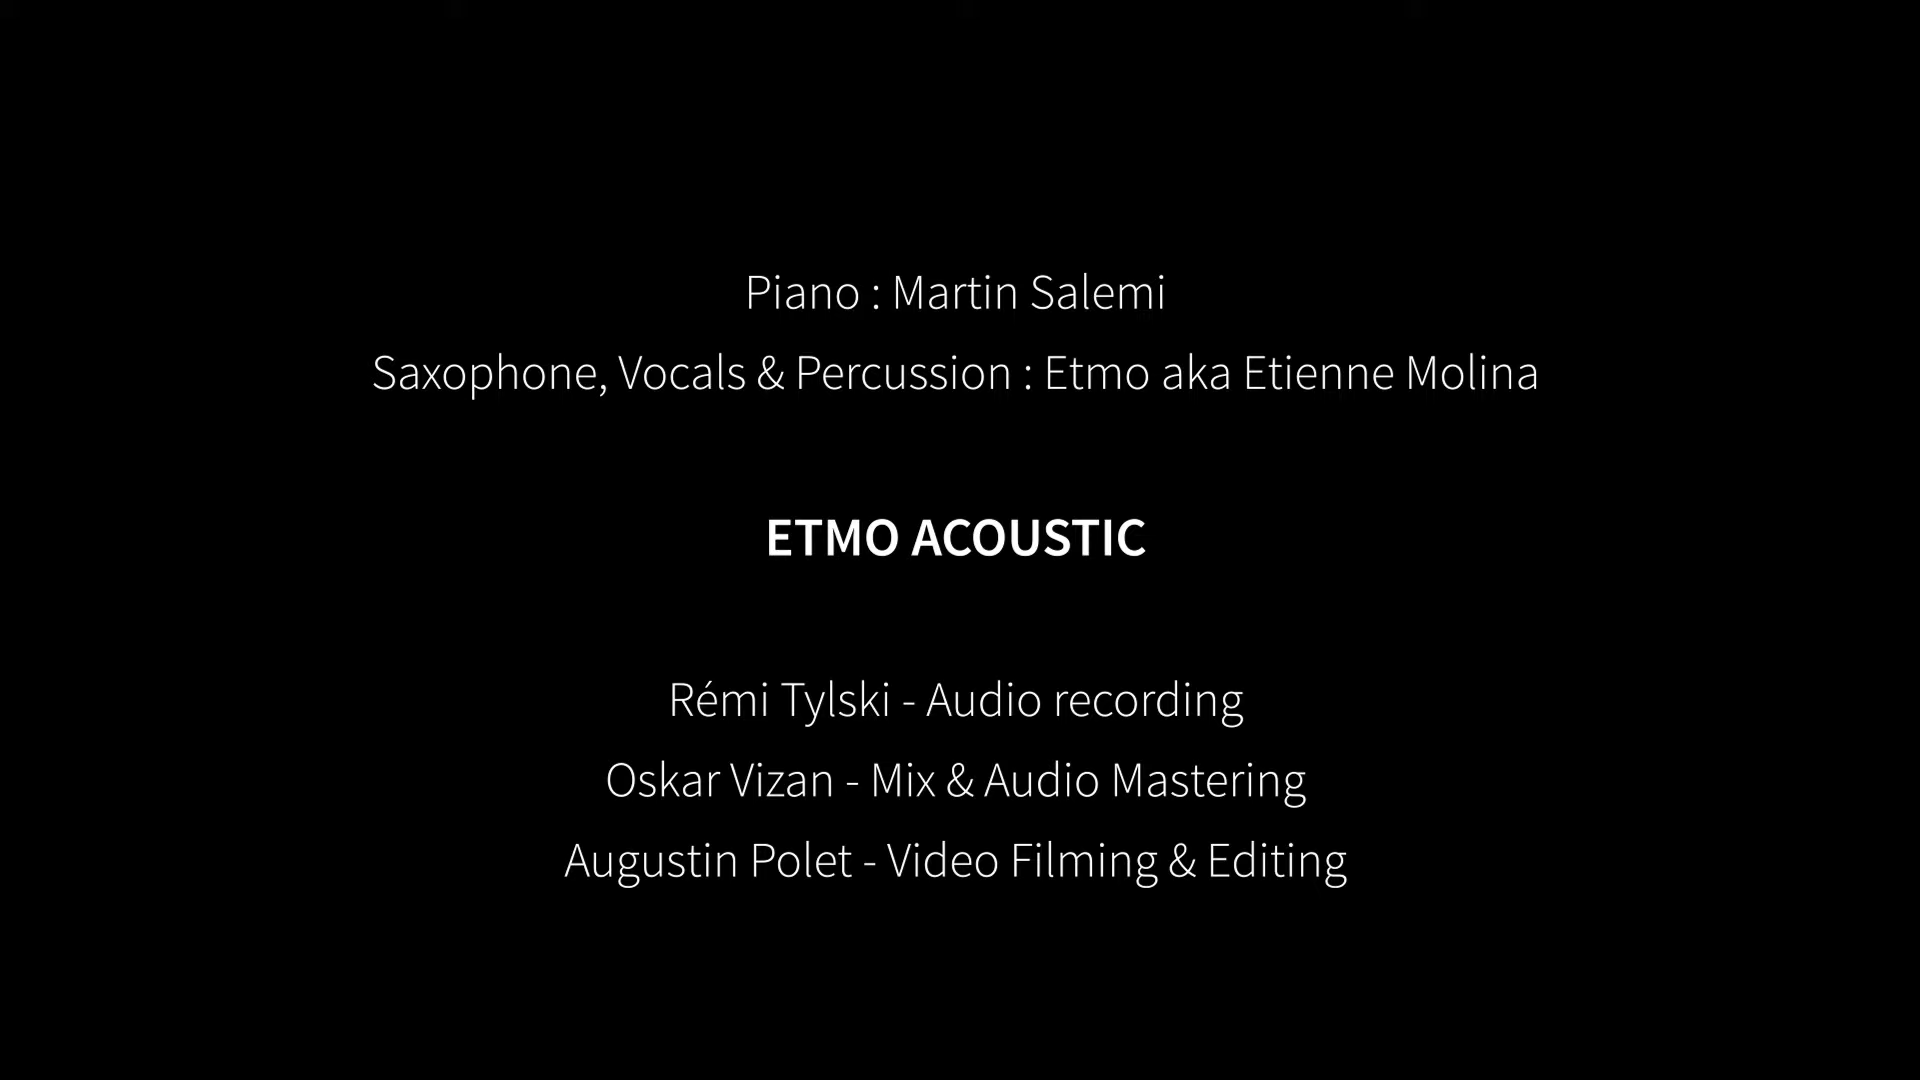 Piano : Martin Salemi
Saxophone, Vocals & Percussion : Etmo aka Etienne Molina
ETMO ACOUSTIC
Rémi Tylski - Audio recording
Oskar Vizan - Mix & Audio Mastering
Augustin Polet - Video Filming & Editing